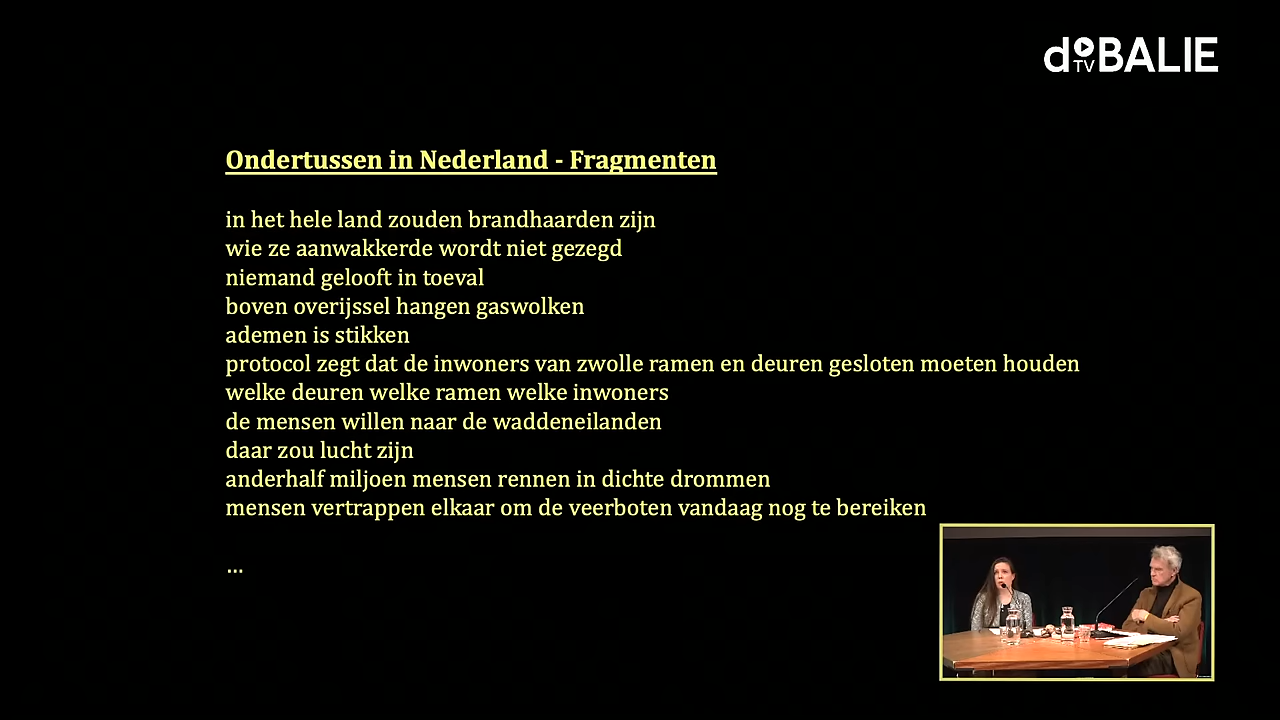 de BALIE
TV
Ondertussen in Nederland - Fragmenten
in het hele land zouden brandhaarden zijn
wie ze aanwakkerde wordt niet gezegd
niemand gelooft in toeval
boven overijssel hangen gaswolken
ademen is stikken
protocol zegt dat de inwoners van zwolle ramen en deuren gesloten moeten houden
welke deuren welke ramen welke inwoners
de mensen willen naar de waddeneilanden
daar zou lucht zijn
anderhalf miljoen mensen rennen in dichte drommen
mensen vertrappen elkaar om de veerboten vandaag nog te bereiken
...